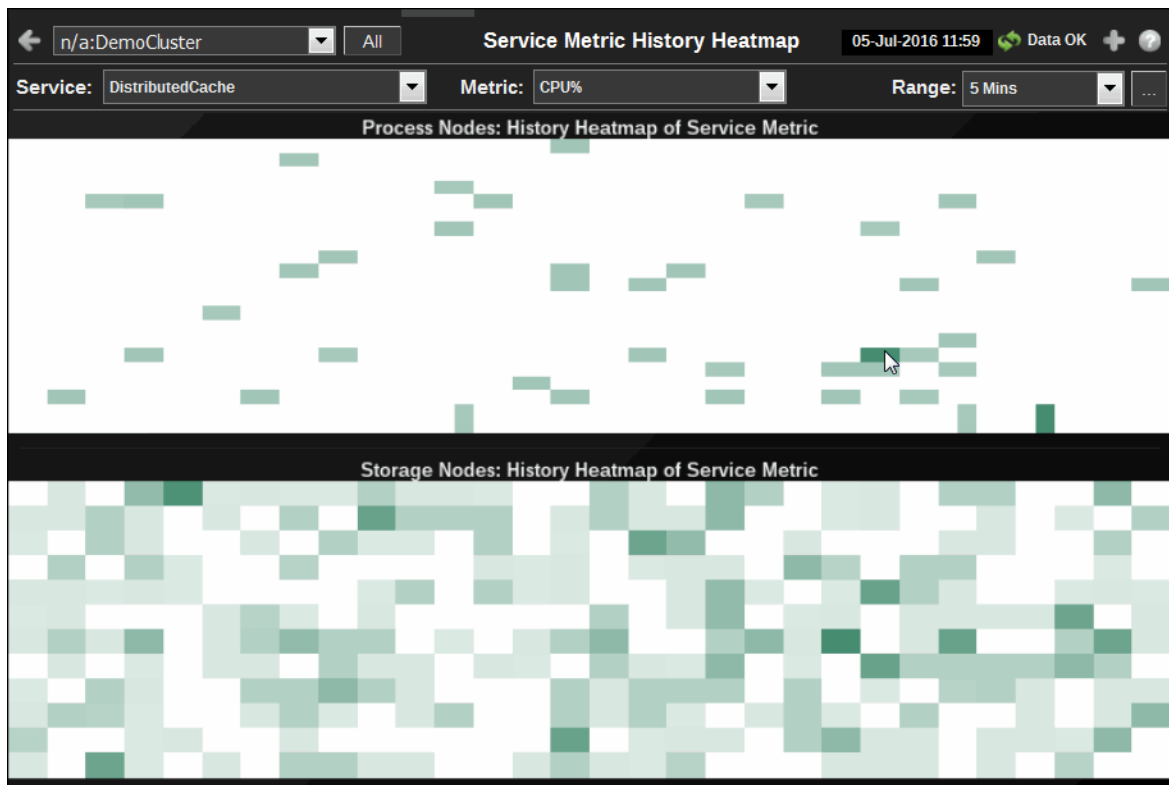 n/a:DemoCluster All Service Metric History Heatmap 05-Jul-2016 11:59 Data OK + ?
Service: DistributedCache Metric: CPU% Range: 5 Mins ...
Process Nodes: History Heatmap of Service Metric
Storage Nodes: History Heatmap of Service Metric